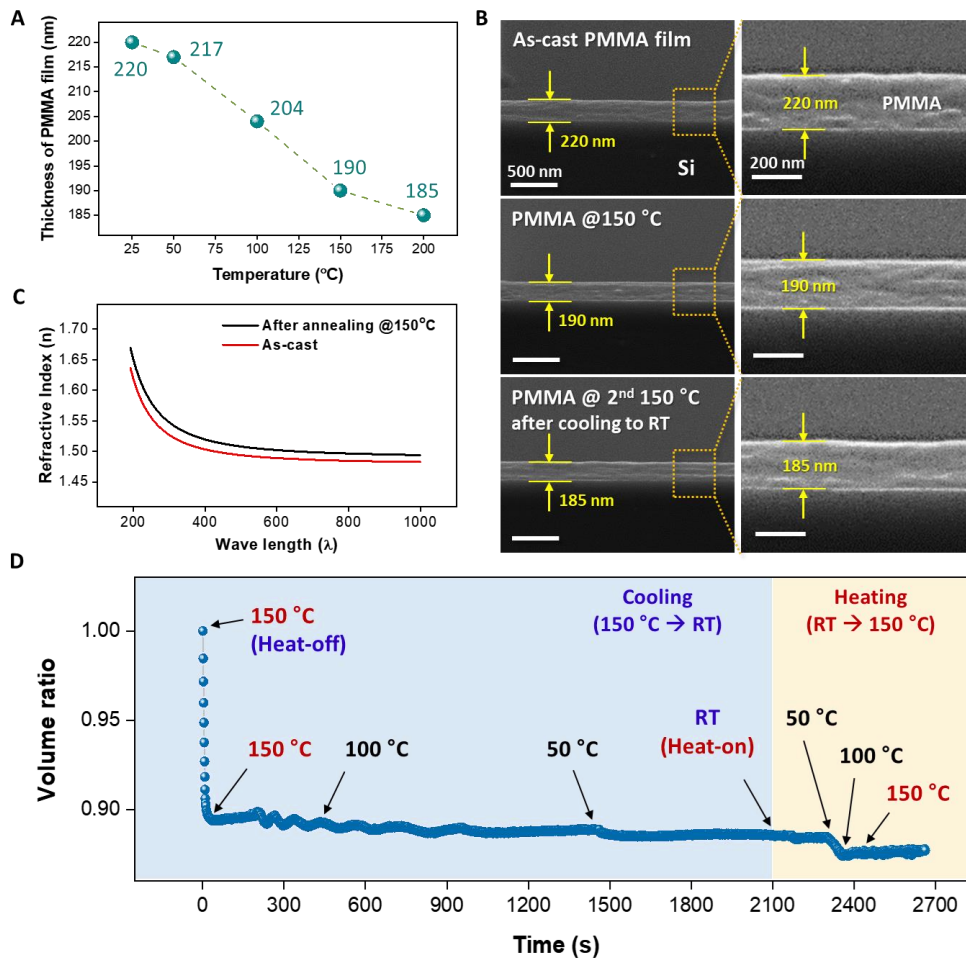 A
Thickness of PMMA film (nm)
220
215
210
205
200
195
190
185
220
217
204
190
185
25
50
75
100
125
150
175
200
Temperature (°C)
B
As-cast PMMA film
220 nm
500 nm
Si
220 nm
PMMA
200 nm
PMMA @150 °C
190 nm
190 nm
PMMA @ 2nd 150 °C
after cooling to RT
185 nm
185 nm
C
Refractive Index (n)
1.70
1.65
1.60
1.55
1.50
1.45
After annealing @150°C
As-cast
200
400
600
800
1000
Wave length (λ)
D
Volume ratio
1.00
0.95
0.90
150 °C
(Heat-off)
Cooling
(150 °C → RT)
Heating
(RT → 150 °C)
150 °C
100 °C
50 °C
RT
(Heat-on)
50 °C
100 °C
150 °C
0
300
600
900
1200
1500
1800
2100
2400
2700
Time (s)